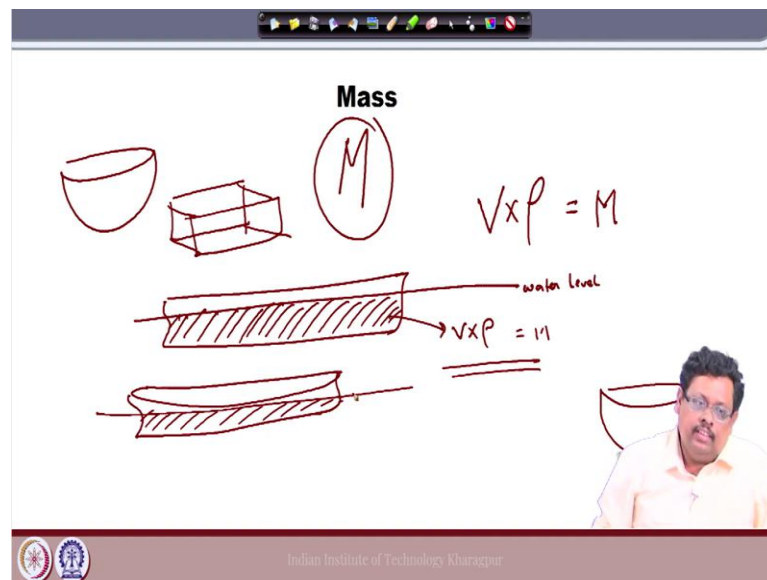 Mass
M
V x ρ = M
water level
V x ρ = M
Indian Institute of Technology Kharagpur